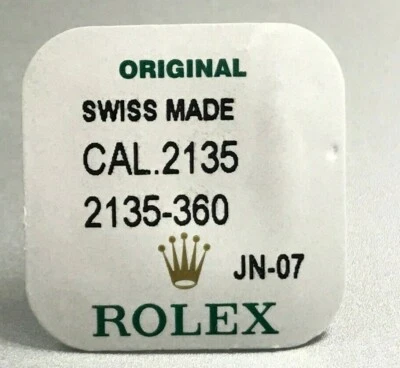 ORIGINAL
SWISS MADE
CAL.2135
2135-360
JN-07
ROLEX